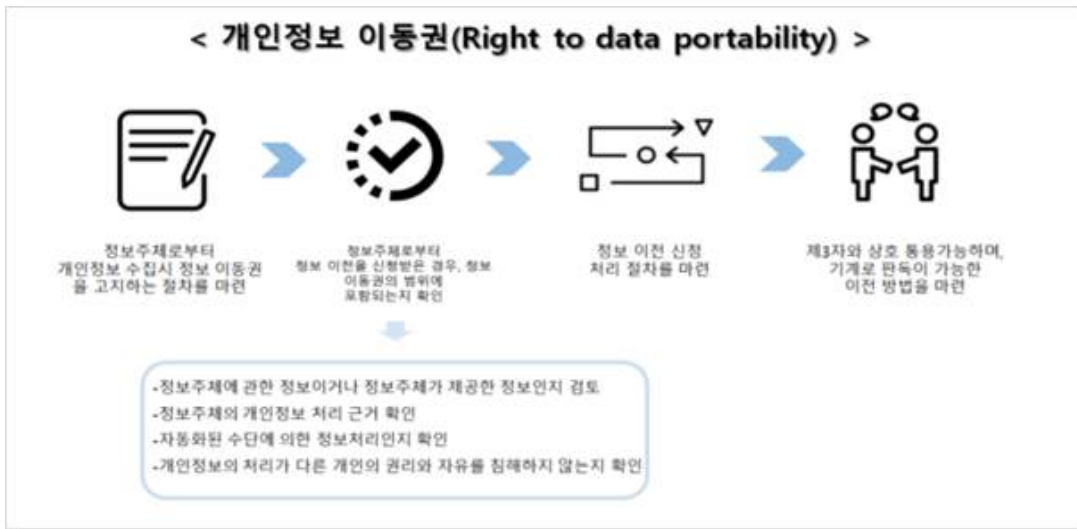 < 개인정보 이동권(Right to data portability) >
정보주체로부터
개인정보 수집시 정보 이동권
을 고지하는 절차를 마련
정보주체로부터
정보 이전을 신청받은 경우, 정보
이동권의 범위에
포함되는지 확인
정보 이전 신청
처리 절차를 마련
제3자와 상호 통용가능하며,
기계로 판독이 가능한
이전 방법을 마련
-정보주체에 관한 정보이거나 정보주체가 제공한 정보인지 검토
-정보주체의 개인정보 처리 근거 확인
-자동화된 수단에 의한 정보처리인지 확인
-개인정보의 처리가 다른 개인의 권리와 자유를 침해하지 않는지 확인